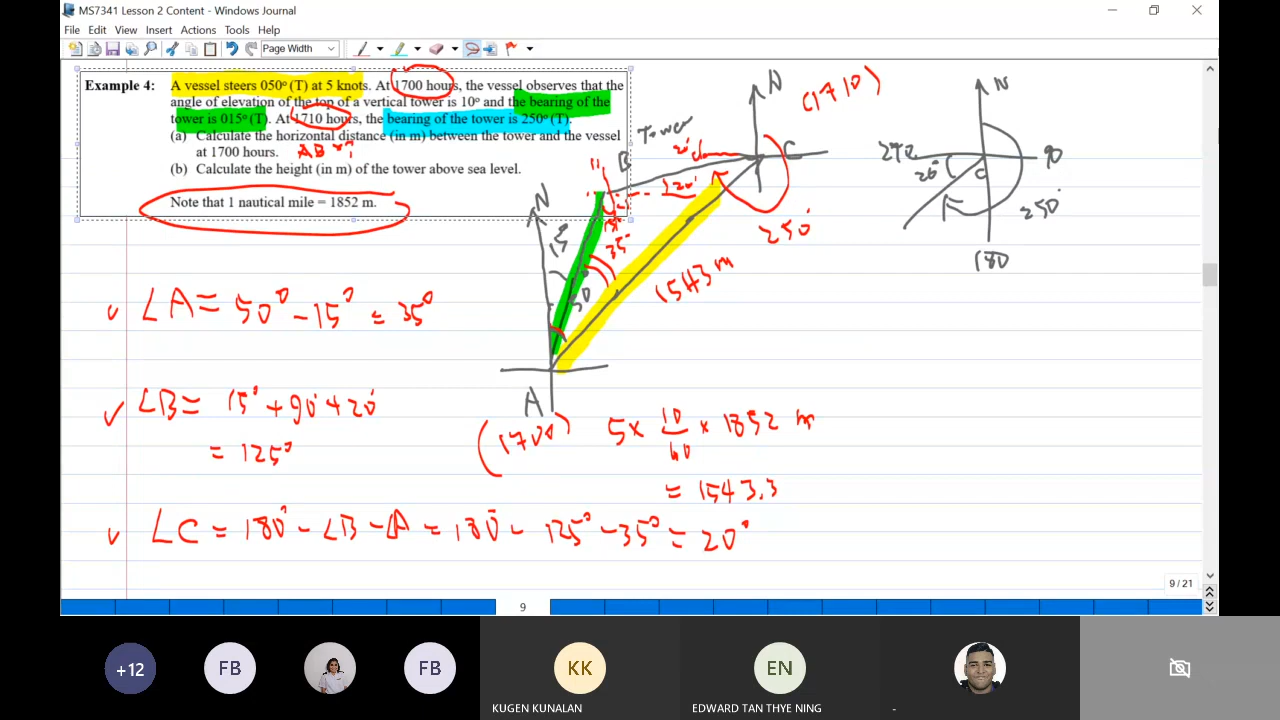 MS7341 Lesson 2 Content - Windows Journal
File Edit View Insert Actions Tools Help
Page Width
Example 4: A vessel steers 050° (T) at 5 knots. At 1700 hours, the vessel observes that the
angle of elevation of the top of a vertical tower is 10° and the bearing of the
tower is 015° (T). At 1710 hours, the bearing of the tower is 250° (T).
(a) Calculate the horizontal distance (in m) between the tower and the vessel
at 1700 hours.
AB = ?
(b) Calculate the height (in m) of the tower above sea level.
Note that 1 nautical mile = 1852 m.
N
(1710)
Tower
B
20°
C
N
15°
35°
50
250°
1543 m
A
(1700)
N
270
90
20°
C
250°
180
∠A = 50° - 15° = 35°
∠B = 15° + 90° + 20°
= 125°
∠C = 180° - ∠B - ∠A = 180° - 125° - 35° = 20°
5 × 10/60 × 1852 m
= 1543.3
9 / 21
9
+12
FB
FB
KK
EN
KUGEN KUNALAN
EDWARD TAN THYE NING
-